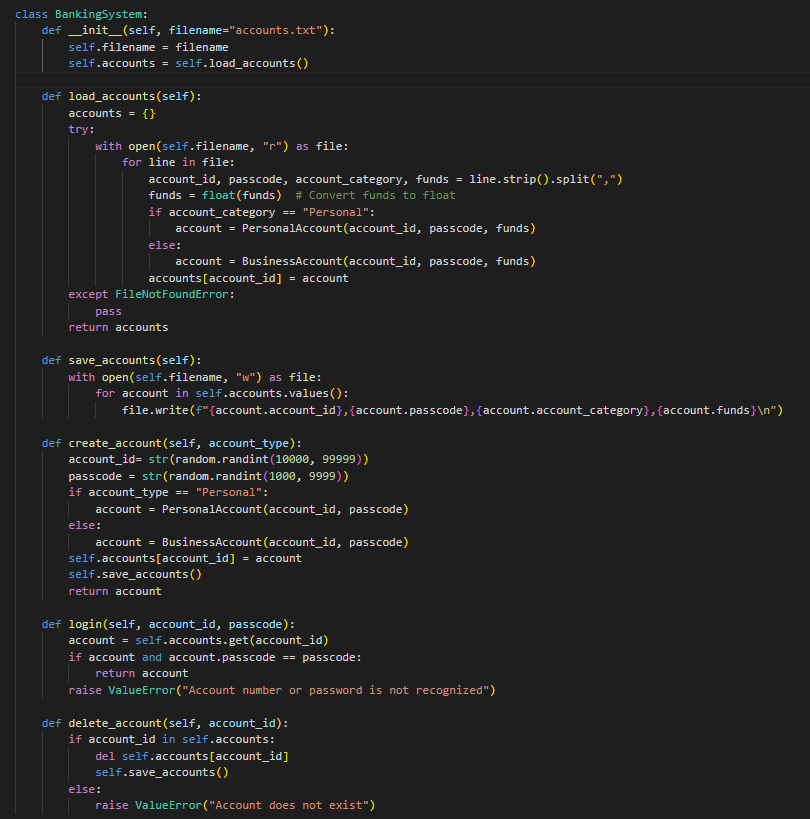 class BankingSystem:
    def __init__(self, filename="accounts.txt"):
        self.filename = filename
        self.accounts = self.load_accounts()

    def load_accounts(self):
        accounts = {}
        try:
            with open(self.filename, "r") as file:
                for line in file:
                    account_id, passcode, account_category, funds = line.strip().split(",")
                    funds = float(funds)  # Convert funds to float
                    if account_category == "Personal":
                        account = PersonalAccount(account_id, passcode, funds)
                    else:
                        account = BusinessAccount(account_id, passcode, funds)
                    accounts[account_id] = account
        except FileNotFoundError:
            pass
        return accounts

    def save_accounts(self):
        with open(self.filename, "w") as file:
            for account in self.accounts.values():
                file.write(f"{account.account_id},{account.passcode},{account.account_category},{account.funds}\n")

    def create_account(self, account_type):
        account_id= str(random.randint(10000, 99999))
        passcode = str(random.randint(1000, 9999))
        if account_type == "Personal":
            account = PersonalAccount(account_id, passcode)
        else:
            account = BusinessAccount(account_id, passcode)
        self.accounts[account_id] = account
        self.save_accounts()
        return account

    def login(self, account_id, passcode):
        account = self.accounts.get(account_id)
        if account and account.passcode == passcode:
            return account
        raise ValueError("Account number or password is not recognized")

    def delete_account(self, account_id):
        if account_id in self.accounts:
            del self.accounts[account_id]
            self.save_accounts()
        else:
            raise ValueError("Account does not exist")